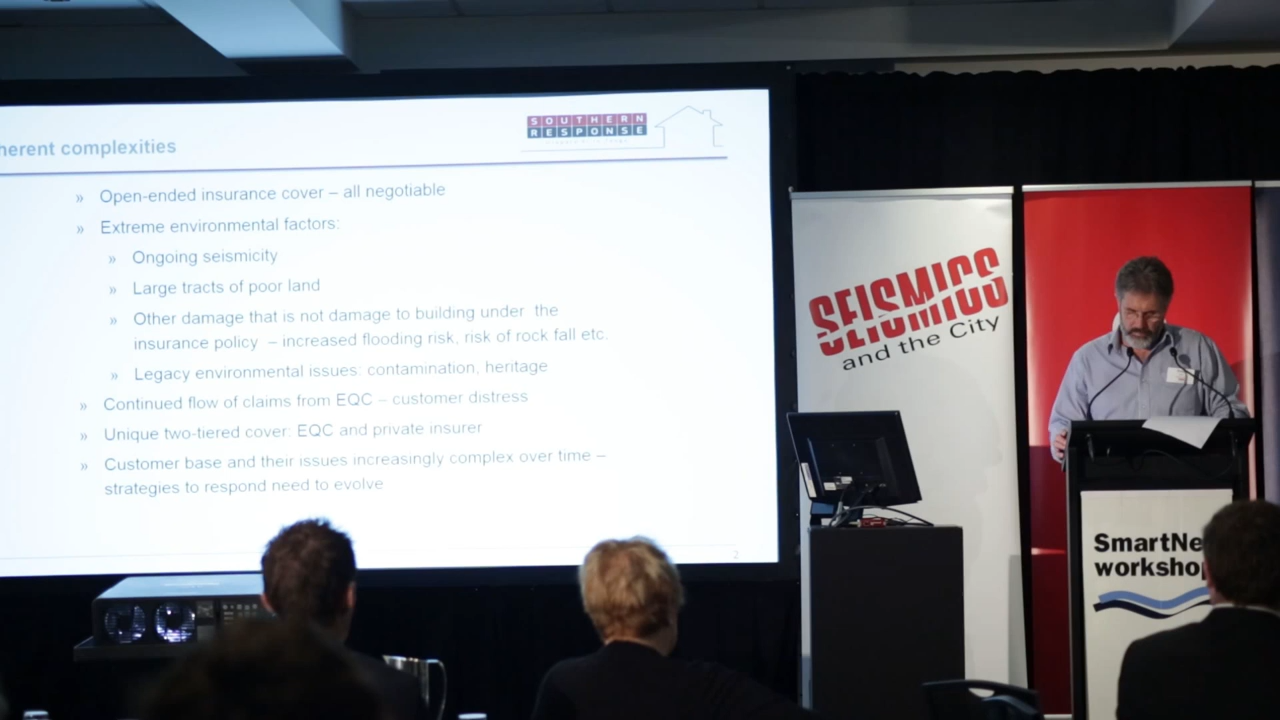 herent complexities
SOUTHERN
RESPONSE
» Open-ended insurance cover – all negotiable
» Extreme environmental factors:
» Ongoing seismicity
» Large tracts of poor land
» Other damage that is not damage to building under the
insurance policy – increased flooding risk, risk of rock fall etc.
» Legacy environmental issues: contamination, heritage
» Continued flow of claims from EQC – customer distress
» Unique two-tiered cover: EQC and private insurer
» Customer base and their issues increasingly complex over time –
strategies to respond need to evolve
2
SEISMICS
and the City
SmartNe
workshop